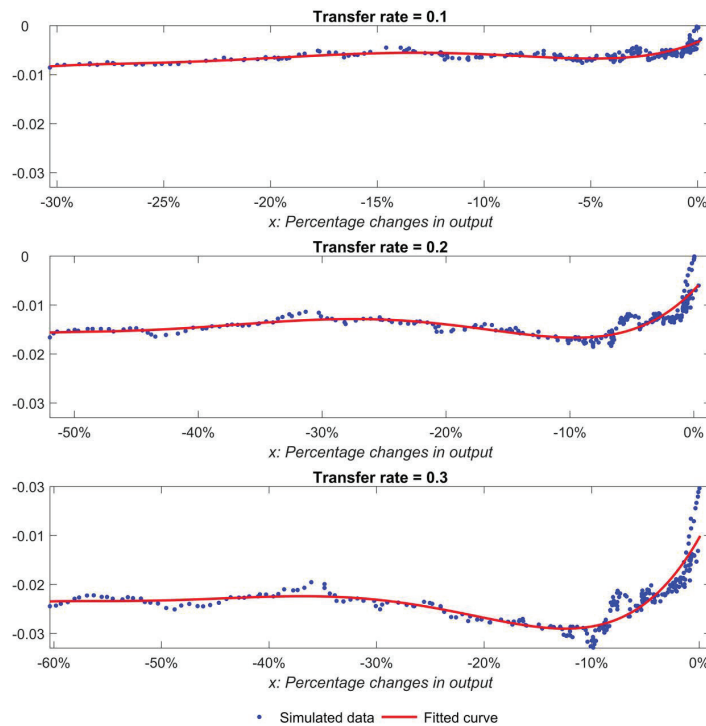 Transfer rate = 0.1
0
-0.01
-0.02
-0.03
-30% -25% -20% -15% -10% -5% 0%
x: Percentage changes in output
Transfer rate = 0.2
0
-0.01
-0.02
-0.03
-50% -40% -30% -20% -10% 0%
x: Percentage changes in output
Transfer rate = 0.3
-0.03
-0.01
-0.02
-0.03
-60% -50% -40% -30% -20% -10% 0%
x: Percentage changes in output
Simulated data Fitted curve